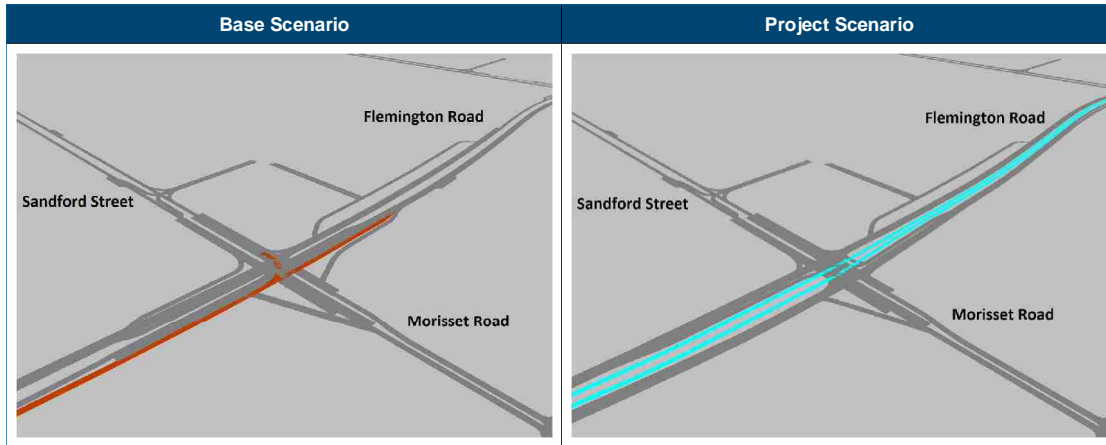 Base Scenario
Project Scenario
Flemington Road
Sandford Street
Morisset Road
Flemington Road
Sandford Street
Morisset Road